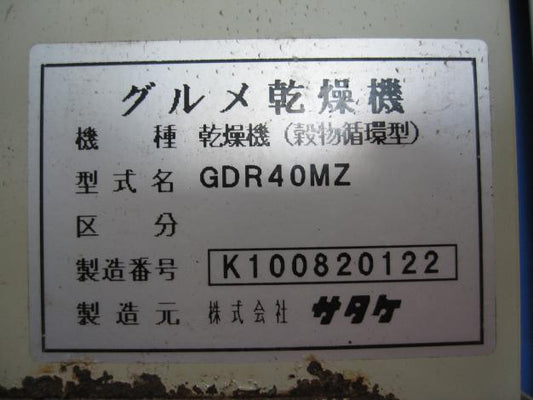 グルメ乾燥機
機種 乾燥機（穀物循環型）
型式名 GDR40MZ
区分
製造番号 K100820122
製造元 株式会社 サタケ